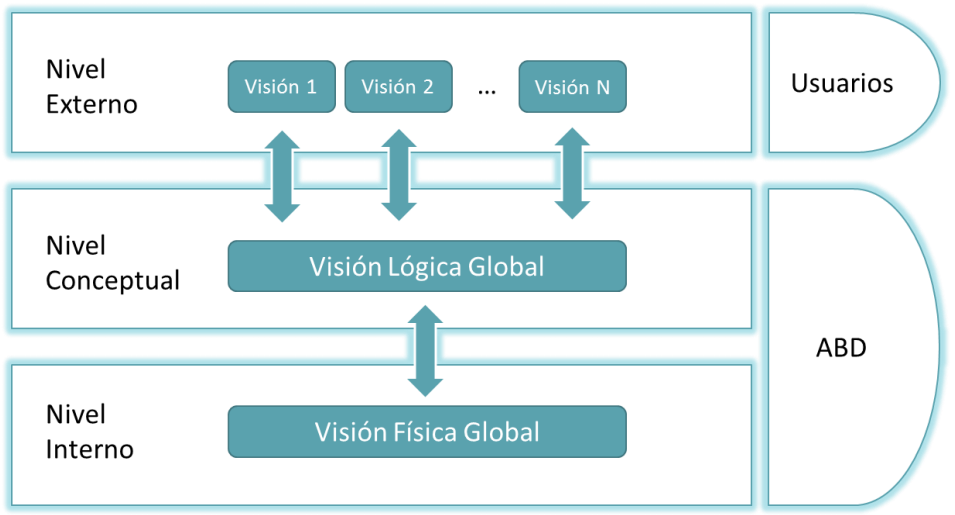 Nivel
Externo
Visión 1
Visión 2
...
Visión N
Usuarios
Nivel
Conceptual
Visión Lógica Global
ABD
Nivel
Interno
Visión Física Global